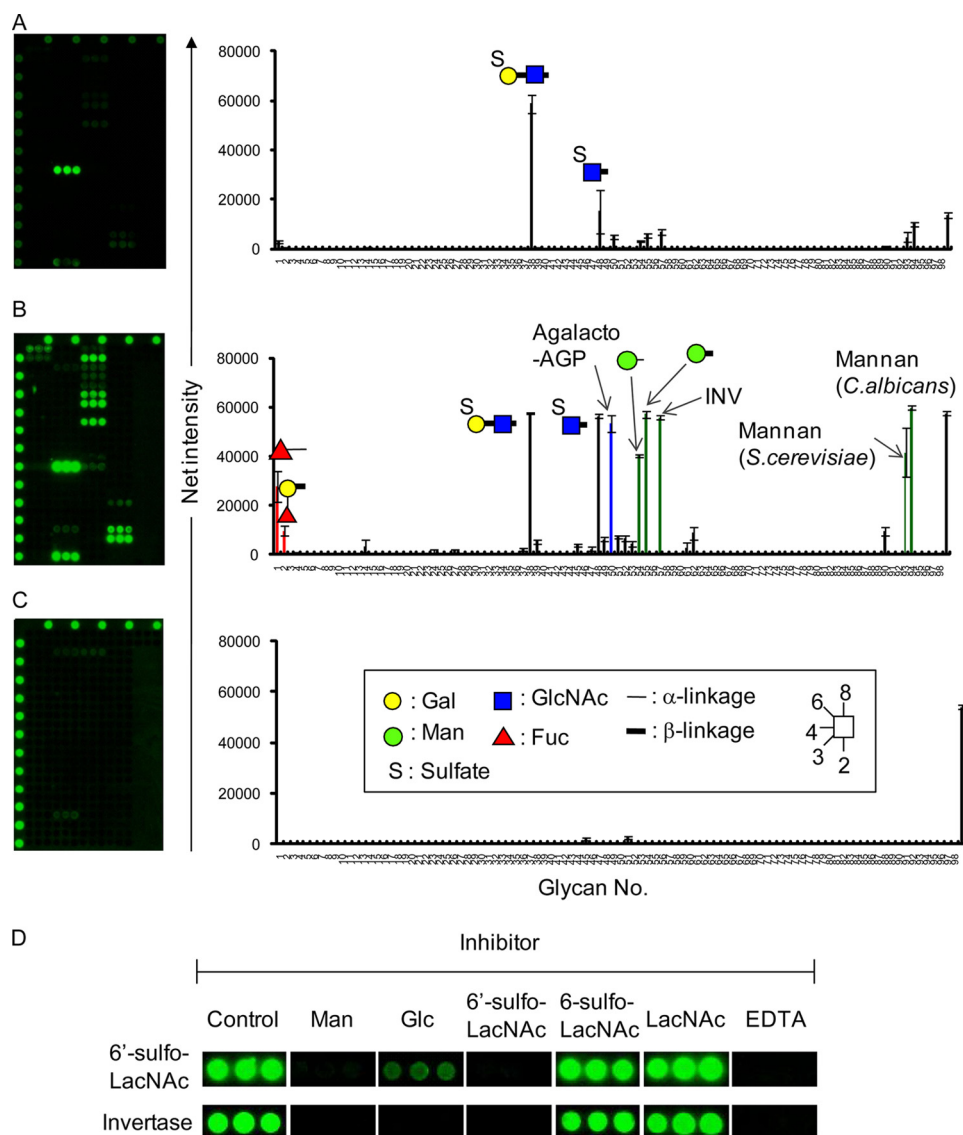 A
80000
60000
40000
20000
0
S
S
B
Net intensity
80000
60000
40000
20000
0
S
S
Agalacto
-AGP
INV
Mannan
(S.cerevisiae)
Mannan
(C.albicans)
C
80000
60000
40000
20000
0
: Gal
: GlcNAc
: α-linkage
: Man
: Fuc
: β-linkage
S : Sulfate
8
6
4
3
2
Glycan No.
D
Inhibitor
Control
Man
Glc
6'-sulfo-
LacNAc
6-sulfo-
LacNAc
LacNAc
EDTA
6'-sulfo-
LacNAc
Invertase